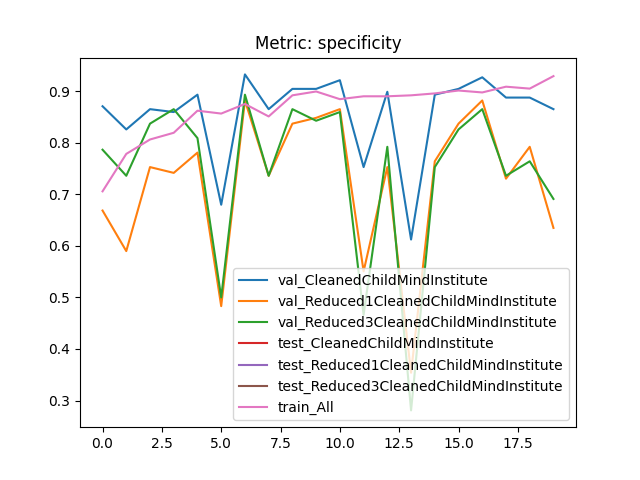 Metric: specificity
0.9
0.8
0.7
0.6
0.5
0.4
0.3
val_CleanedChildMindInstitute
val_Reduced1CleanedChildMindInstitute
val_Reduced3CleanedChildMindInstitute
test_CleanedChildMindInstitute
test_Reduced1CleanedChildMindInstitute
test_Reduced3CleanedChildMindInstitute
train_All
0.0 2.5 5.0 7.5 10.0 12.5 15.0 17.5